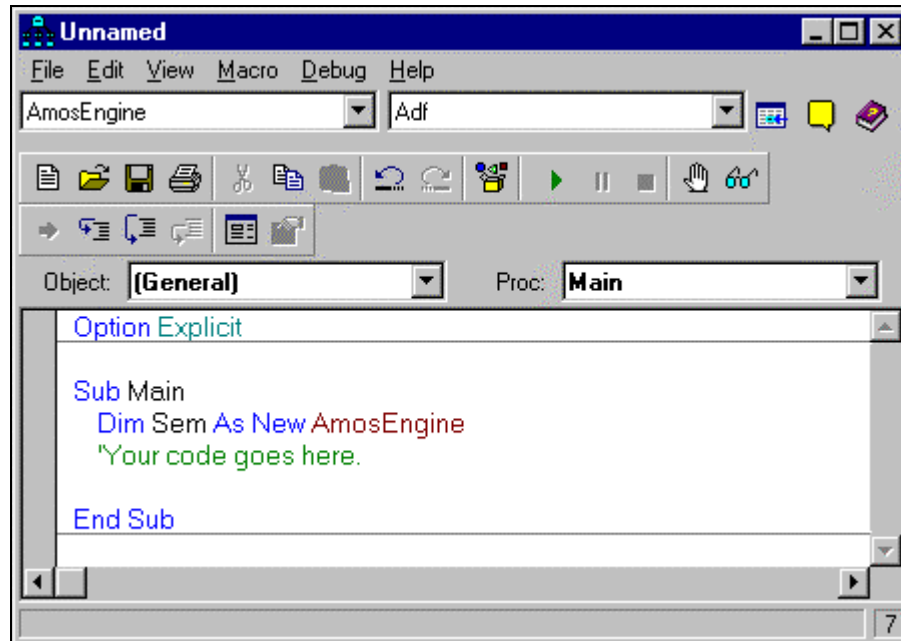 Unnamed
File Edit View Macro Debug Help
AmosEngine Adf
Object: (General) Proc: Main
Option Explicit
Sub Main
Dim Sem As New AmosEngine
'Your code goes here.
End Sub
7